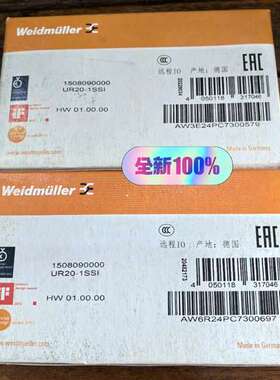 Weidmüller
远程IO 产地: 德国
EAC
1508090000
UR20-1SSI
4 050118 317046
HW 01.00.00
AW3E24PC7300579
Made in Germany
全新100%
Weidmüller
远程IO 产地: 德国
EAC
1508090000
UR20-1SSI
20482173
4 050118 317046
HW 01.00.00
AW6R24PC7300697
Made in Germany